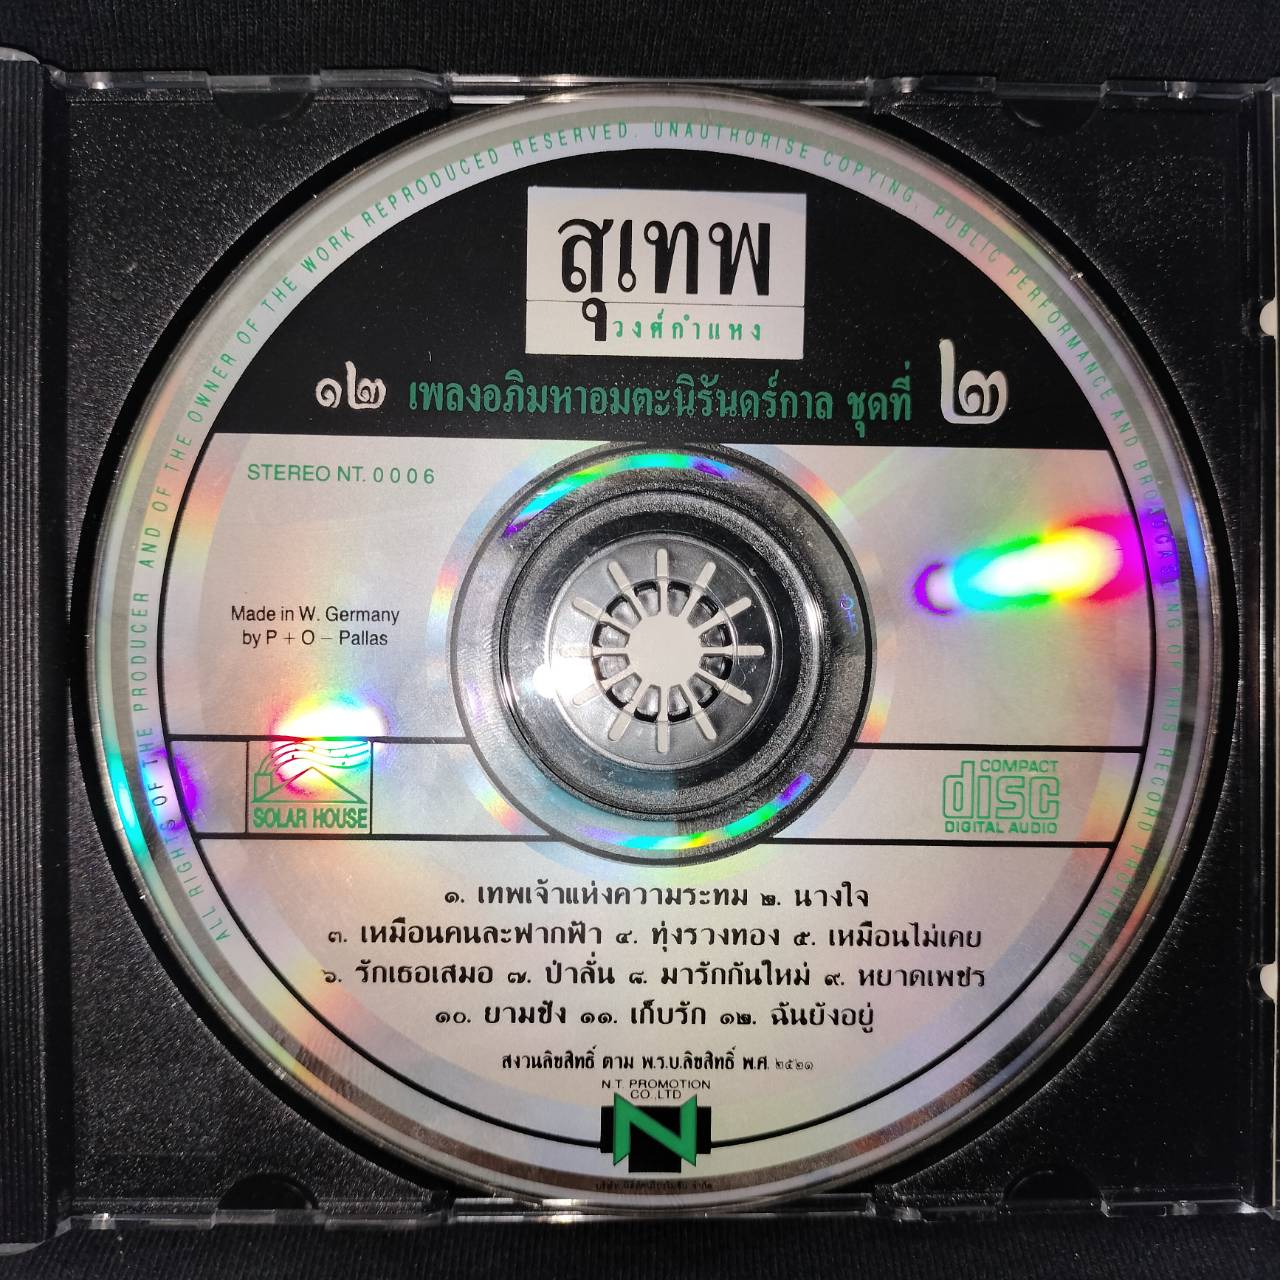 ALL RIGHTS OF THE PRODUCER AND OF THE OWNER OF THE WORK REPRODUCED RESERVED. UNAUTHORISE COPYING, PUBLIC PERFORMANCE AND BROADCASTING OF THIS RECORD PROHIBITED
สุเทพ
วงศ์กำแหง
๑๒ เพลงอภิมหาอมตะนิรันดร์กาล ชุดที่ ๒
STEREO NT. 0006
Made in W. Germany
by P + O – Pallas
SOLAR HOUSE
COMPACT
disc
DIGITAL AUDIO
๑. เทพเจ้าแห่งความระทม ๒. นางใจ
๓. เหมือนคนละฟากฟ้า ๔. ทุ่งรวงทอง ๕. เหมือนไม่เคย
๖. รักเธอเสมอ ๗. ป่าลั่น ๘. มารักกันใหม่ ๙. หยาดเพชร
๑๐. ยามชัง ๑๑. เก็บรัก ๑๒. ฉันยังอยู่
สงวนลิขสิทธิ์ ตาม พ.ร.บ.ลิขสิทธิ์ พ.ศ. ๒๕๒๑
N.T. PROMOTION
CO.,LTD
N